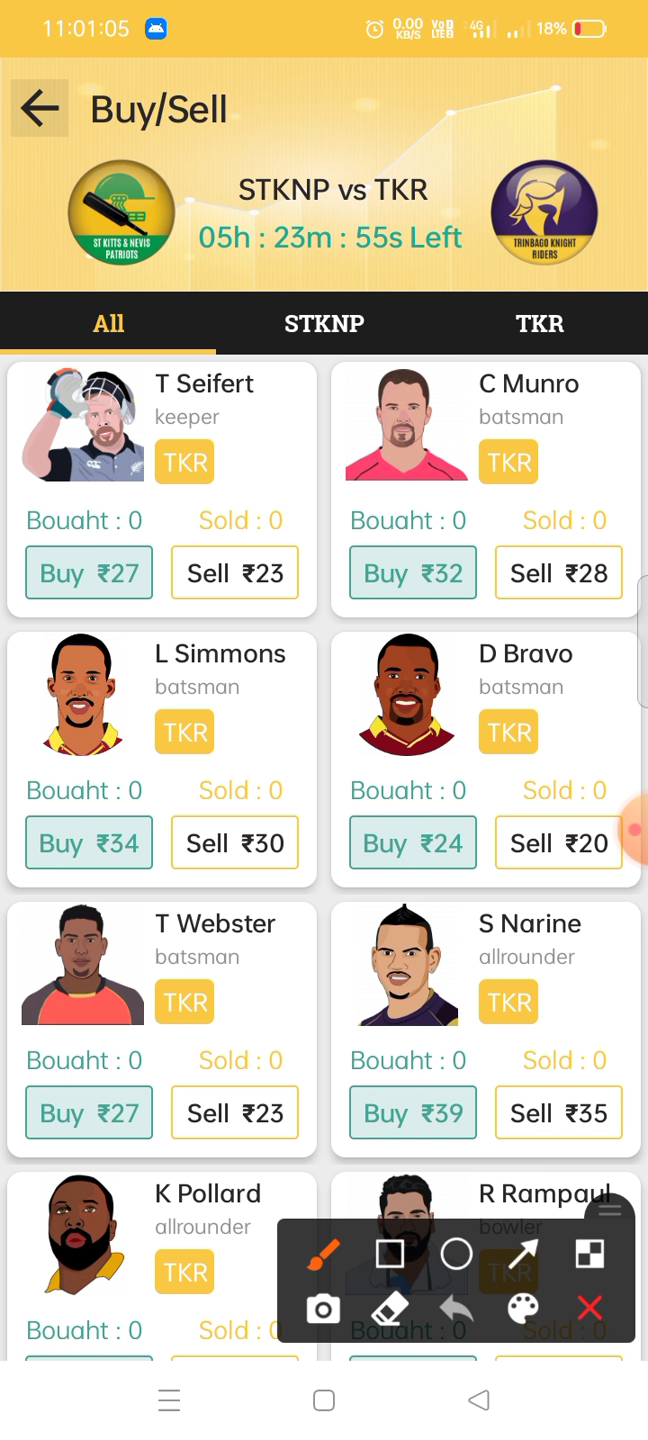 11:01:05 0.00 KB/S VoD LTE2 4G 18%
Buy/Sell
STKNP vs TKR
05h : 23m : 55s Left
ST KITTS & NEVIS PATRIOTS
TRINBAGO KNIGHT RIDERS
All STKNP TKR
T Seifert
keeper
TKR
Bouaht : 0 Sold : 0
Buy ₹27 Sell ₹23
C Munro
batsman
TKR
Bouaht : 0 Sold : 0
Buy ₹32 Sell ₹28
L Simmons
batsman
TKR
Bouaht : 0 Sold : 0
Buy ₹34 Sell ₹30
D Bravo
batsman
TKR
Bouaht : 0 Sold : 0
Buy ₹24 Sell ₹20
T Webster
batsman
TKR
Bouaht : 0 Sold : 0
Buy ₹27 Sell ₹23
S Narine
allrounder
TKR
Bouaht : 0 Sold : 0
Buy ₹39 Sell ₹35
K Pollard
allrounder
TKR
Bouaht : 0 Sold : 0
R Rampaul
bowler
TKR
Bouaht : 0 Sold : 0